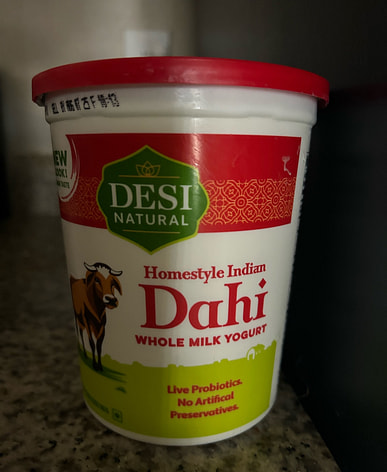 NEW
DESI
NATURAL
Homestyle Indian
Dahi
WHOLE MILK YOGURT
Live Probiotics.
No Artifical
Preservatives.